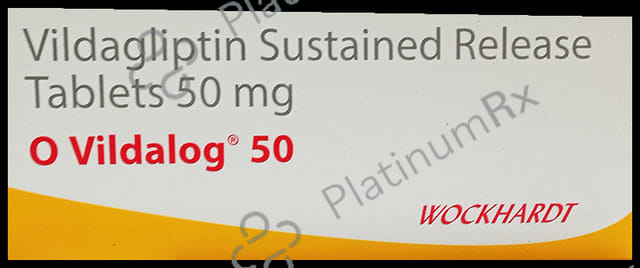 Vildagliptin Sustained Release
Tablets 50 mg
O Vildalog® 50
WOCKHARDT
PlatinumRx